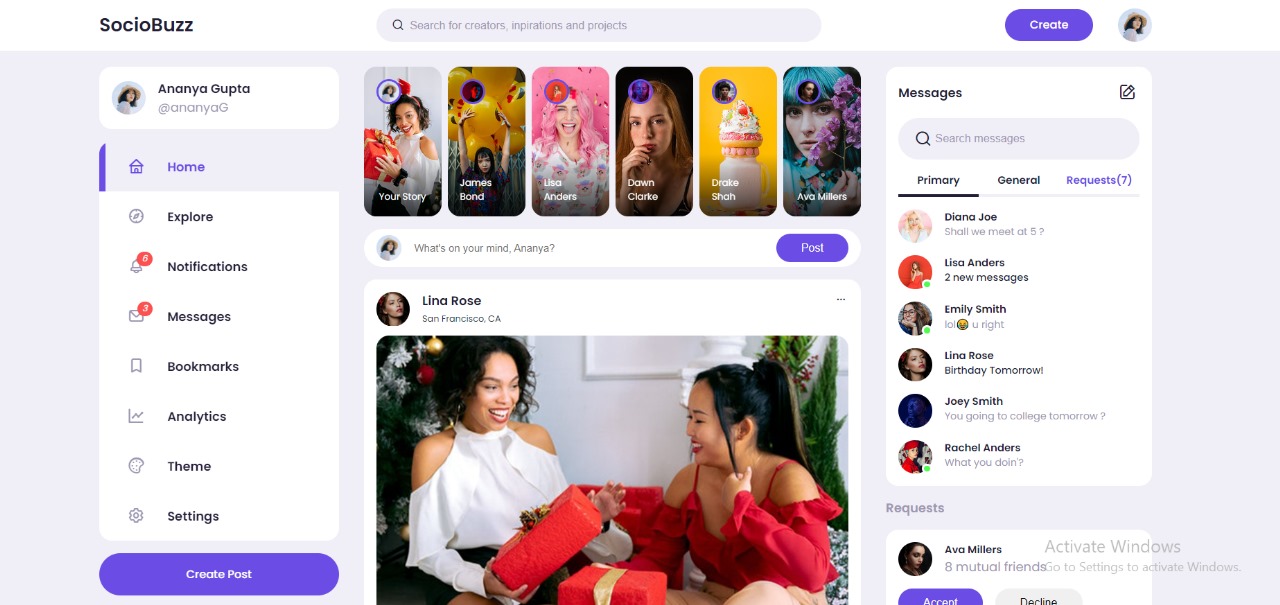 SocioBuzz
Search for creators, inpirations and projects
Create
Ananya Gupta
@ananyaG
Home
Explore
6
Notifications
3
Messages
Bookmarks
Analytics
Theme
Settings
Create Post
Your Story
James
Bond
Lisa
Anders
Dawn
Clarke
Drake
Shah
Ava Millers
What's on your mind, Ananya?
Post
Lina Rose
San Francisco, CA
...
Messages
Search messages
Primary
General
Requests(7)
Diana Joe
Shall we meet at 5 ?
Lisa Anders
2 new messages
Emily Smith
lol😭 u right
Lina Rose
Birthday Tomorrow!
Joey Smith
You going to college tomorrow ?
Rachel Anders
What you doin'?
Requests
Ava Millers
8 mutual friends
Accept
Decline
Activate Windows
Go to Settings to activate Windows.